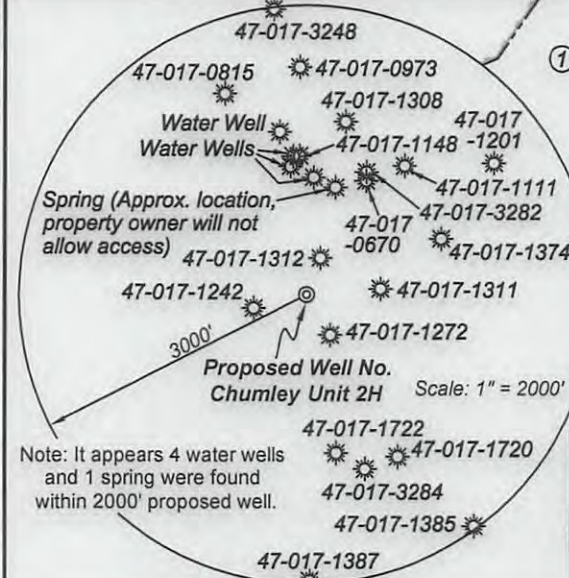 47-017-3248
①
47-017-0815
47-017-0973
47-017-1308
47-017
-1201
Water Well
Water Wells
47-017-1148
47-017-1111
Spring (Approx. location,
property owner will not
allow access)
47-017-3282
47-017
-0670
47-017-1374
47-017-1312
47-017-1242
47-017-1311
3000'
47-017-1272
Proposed Well No.
Chumley Unit 2H
Scale: 1" = 2000'
47-017-1722
47-017-1720
Note: It appears 4 water wells
and 1 spring were found
within 2000' proposed well.
47-017-3284
47-017-1385
47-017-1387